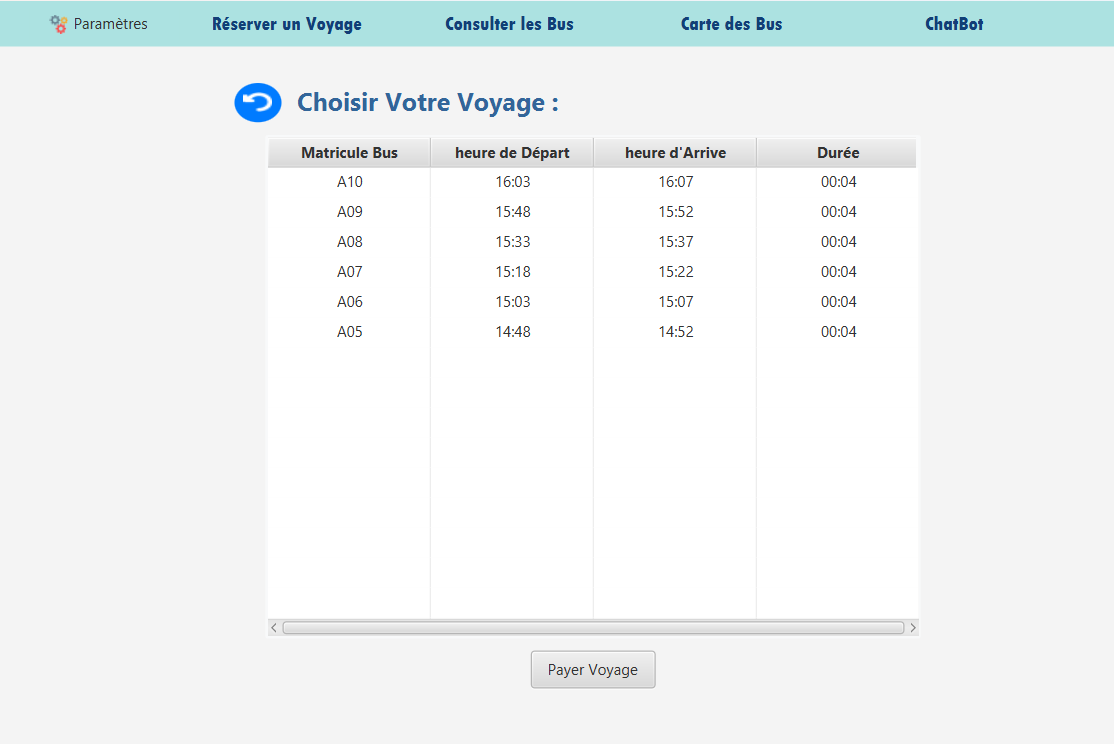 Paramètres Réserver un Voyage Consulter les Bus Carte des Bus ChatBot
Choisir Votre Voyage :
Matricule Bus heure de Départ heure d'Arrive Durée
A10 16:03 16:07 00:04
A09 15:48 15:52 00:04
A08 15:33 15:37 00:04
A07 15:18 15:22 00:04
A06 15:03 15:07 00:04
A05 14:48 14:52 00:04
Payer Voyage